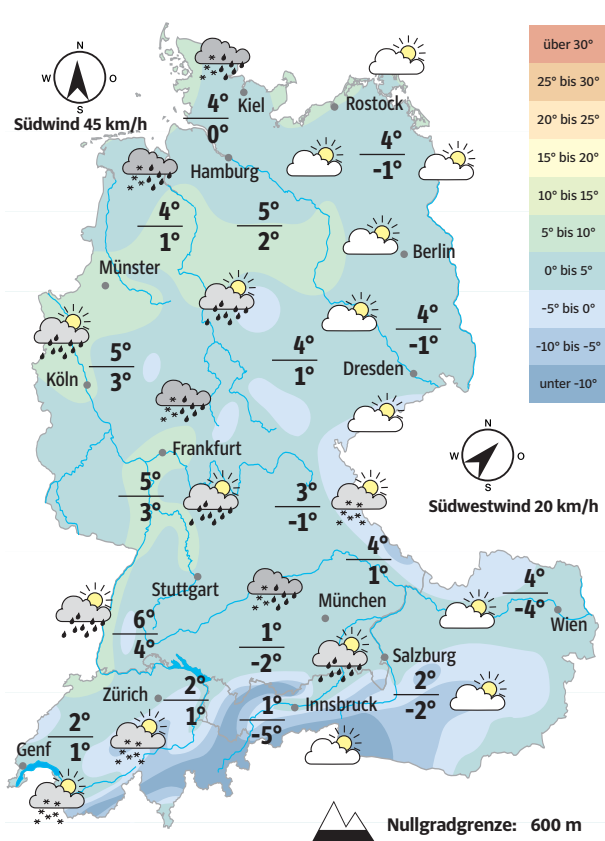 N
W O
S
Südwind 45 km/h
über 30°
25° bis 30°
20° bis 25°
15° bis 20°
10° bis 15°
5° bis 10°
0° bis 5°
-5° bis 0°
-10° bis -5°
unter -10°
4°
0°
Kiel
Rostock
Hamburg
4°
-1°
4°
1°
5°
2°
Berlin
Münster
4°
-1°
5°
3°
4°
1°
Köln
Dresden
Frankfurt
N
W O
S
Südwestwind 20 km/h
5°
3°
3°
-1°
4°
1°
Stuttgart
München
4°
-4°
Wien
6°
4°
1°
-2°
Salzburg
Zürich
2°
1°
1°
-5°
Innsbruck
2°
-2°
2°
1°
Genf
Nullgradgrenze: 600 m